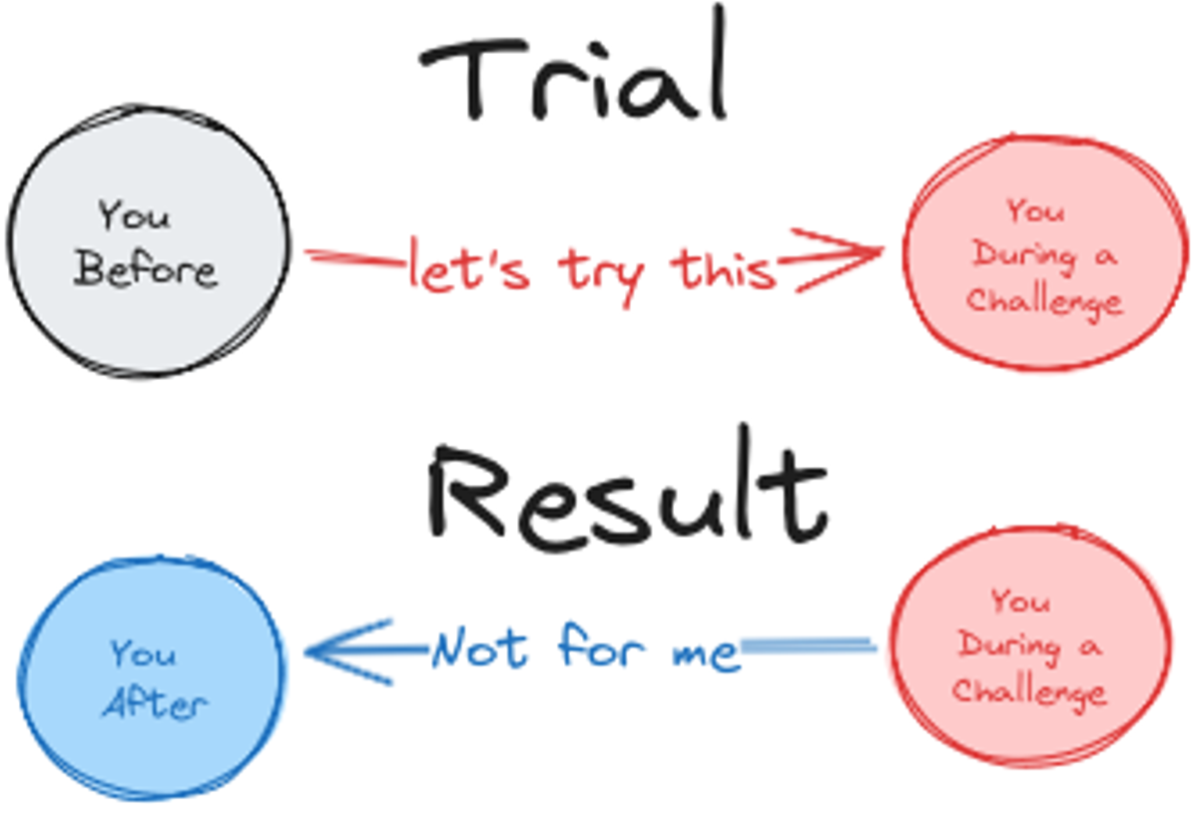 Trial
You
Before
let's try this
You
During a
Challenge
Result
You
After
Not for me
You
During a
Challenge